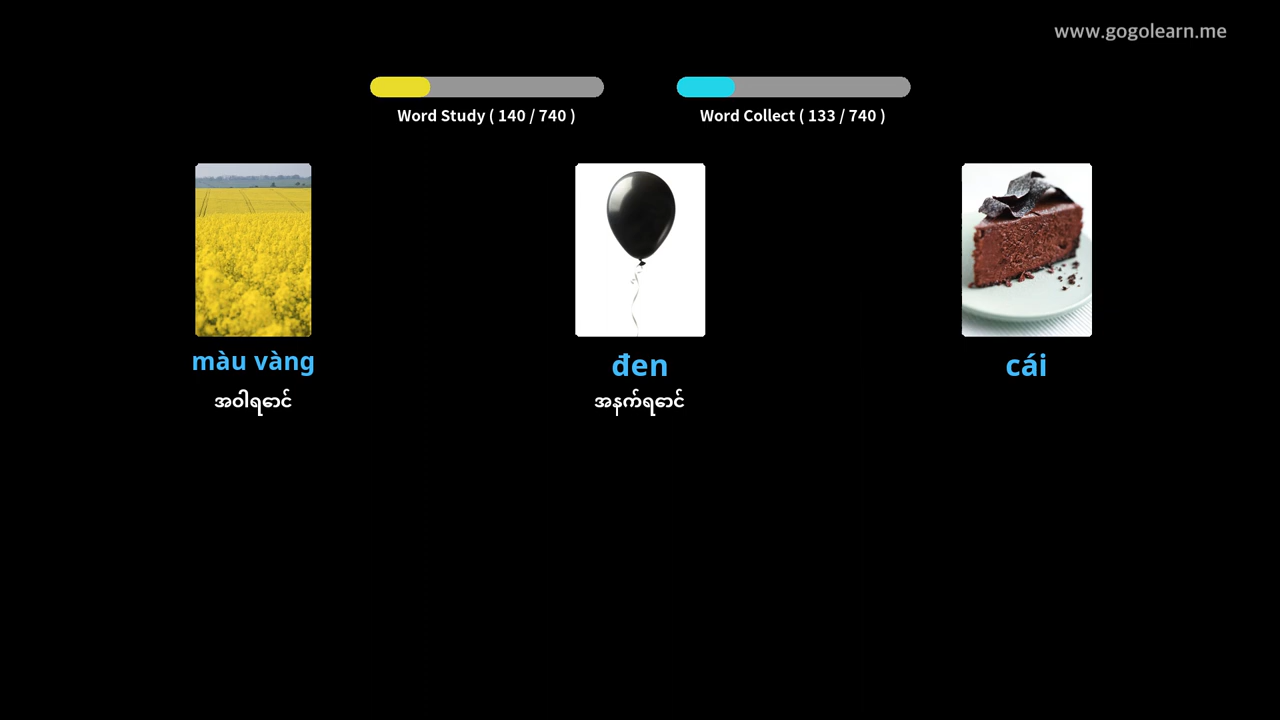 www.gogolearn.me
Word Study ( 140 / 740 )
Word Collect ( 133 / 740 )
màu vàng
đen
cái
အဝါရောင်
အနက်ရောင်